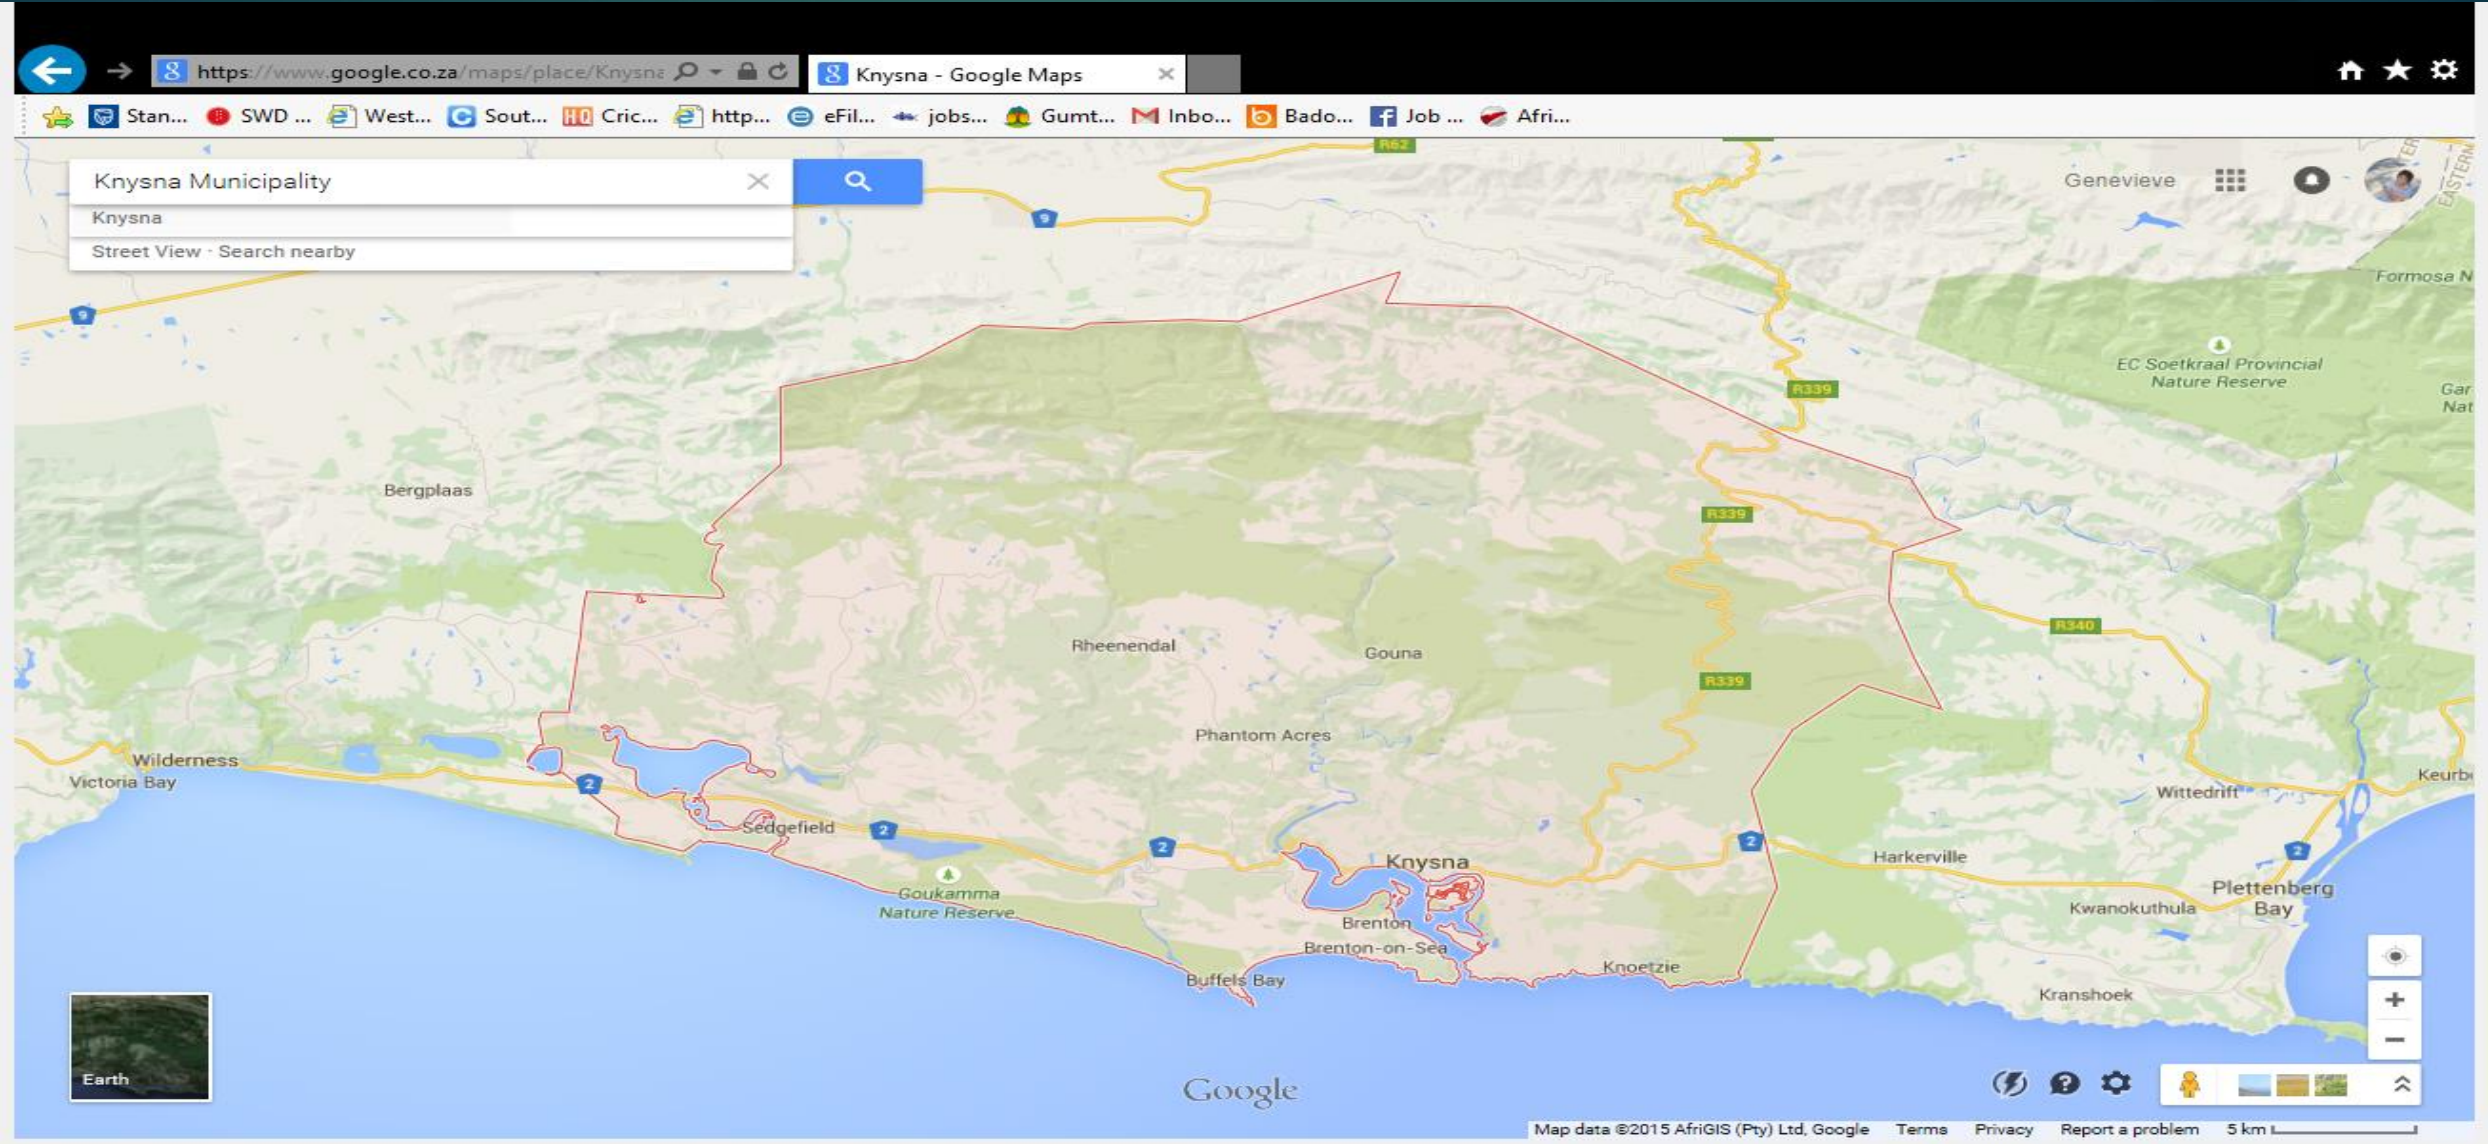 https://www.google.co.za/maps/place/Knysna
Knysna - Google Maps
Stan... SWD ... West... Sout... Cric... http... eFil... jobs... Gumt... Inbo... Bado... Job ... Afri...
R62
Knysna Municipality
Genevieve
Knysna
9
Street View · Search nearby
EASTERN
Formosa N
9
EC Soetkraal Provincial
Nature Reserve
R339
Gar
Nat
Bergplaas
R339
R340
Rheenendal
Gouna
R339
Phantom Acres
Wilderness
Victoria Bay
2
Keurb
Wittedrift
Sedgefield
2
2
2
2
Knysna
Harkerville
Goukamma
Nature Reserve
Plettenberg
Bay
Kwanokuthula
Brenton
Brenton-on-Sea
Knoetzie
Buffels Bay
Kranshoek
Earth
Google
Map data ©2015 AfriGIS (Pty) Ltd, Google Terms Privacy Report a problem 5 km